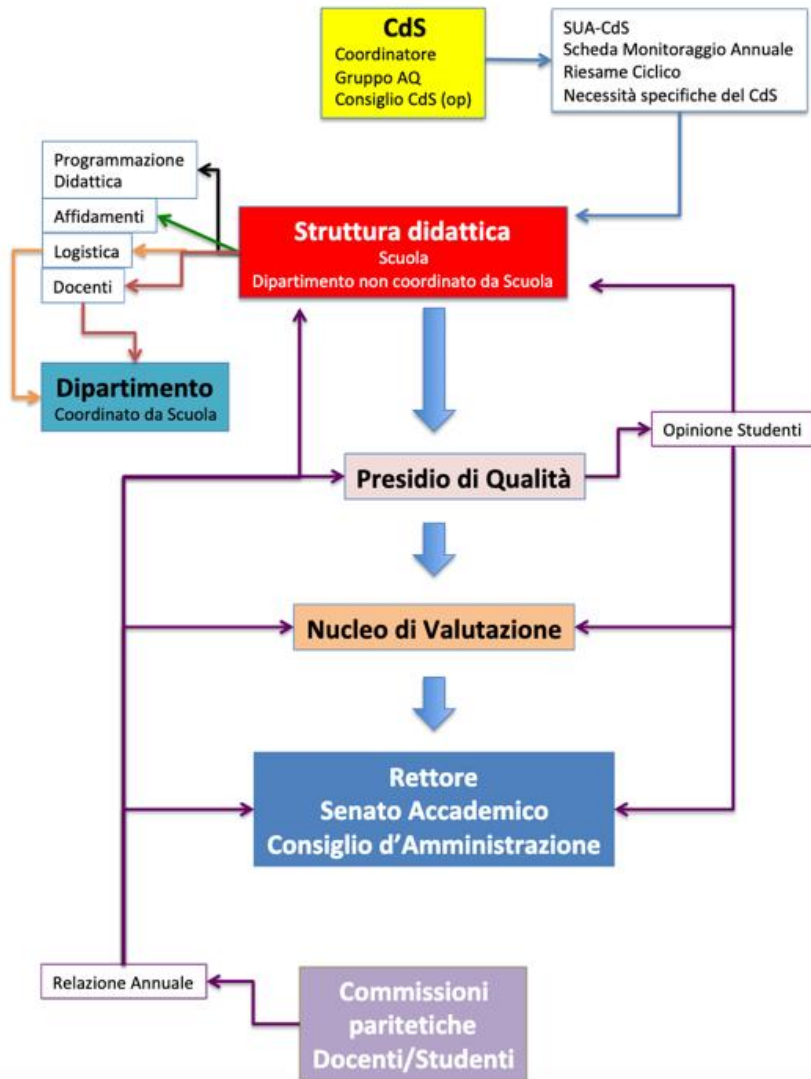 CdS
Coordinatore
Gruppo AQ
Consiglio CdS (op)
SUA-CdS
Scheda Monitoraggio Annuale
Riesame Ciclico
Necessità specifiche del CdS
Programmazione
Didattica
Affidamenti
Logistica
Docenti
Struttura didattica
Scuola
Dipartimento non coordinato da Scuola
Dipartimento
Coordinato da Scuola
Opinione Studenti
Presidio di Qualità
Nucleo di Valutazione
Rettore
Senato Accademico
Consiglio d’Amministrazione
Relazione Annuale
Commissioni
paritetiche
Docenti/Studenti